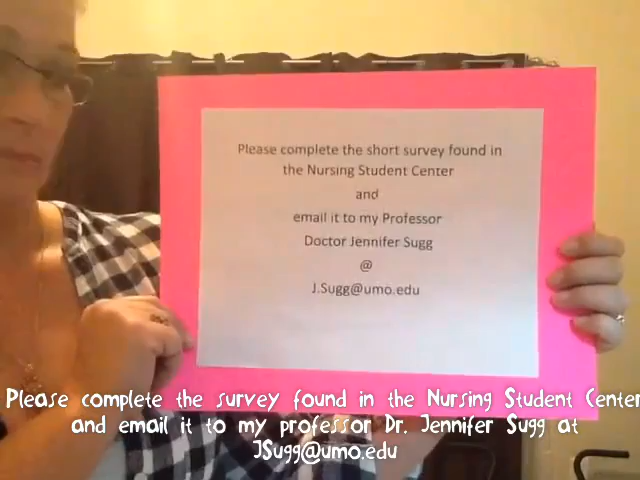 Please complete the short survey found in
the Nursing Student Center
and
email it to my Professor
Doctor Jennifer Sugg
@
J.Sugg@umo.edu
Please complete the survey found in the Nursing Student Center
and email it to my professor Dr. Jennifer Sugg at
JSugg@umo.edu